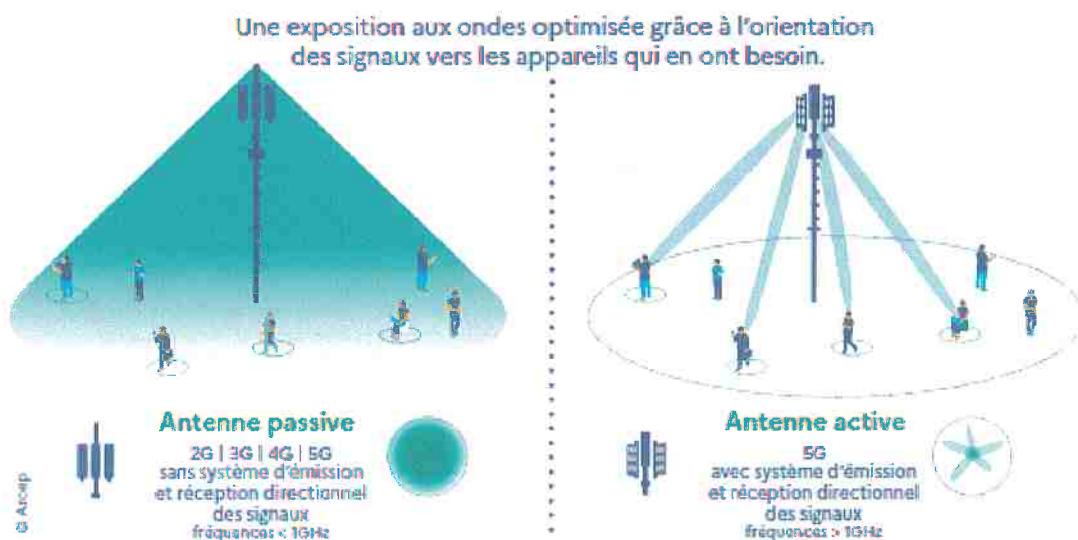 Une exposition aux ondes optimisée grâce à l'orientation
des signaux vers les appareils qui en ont besoin.
Antenne passive
2G | 3G | 4G | 5G
sans système d'émission
et réception directionnel
des signaux
fréquences < 1GHz
Antenne active
5G
avec système d'émission
et réception directionnel
des signaux
fréquences > 1GHz
© Arcep